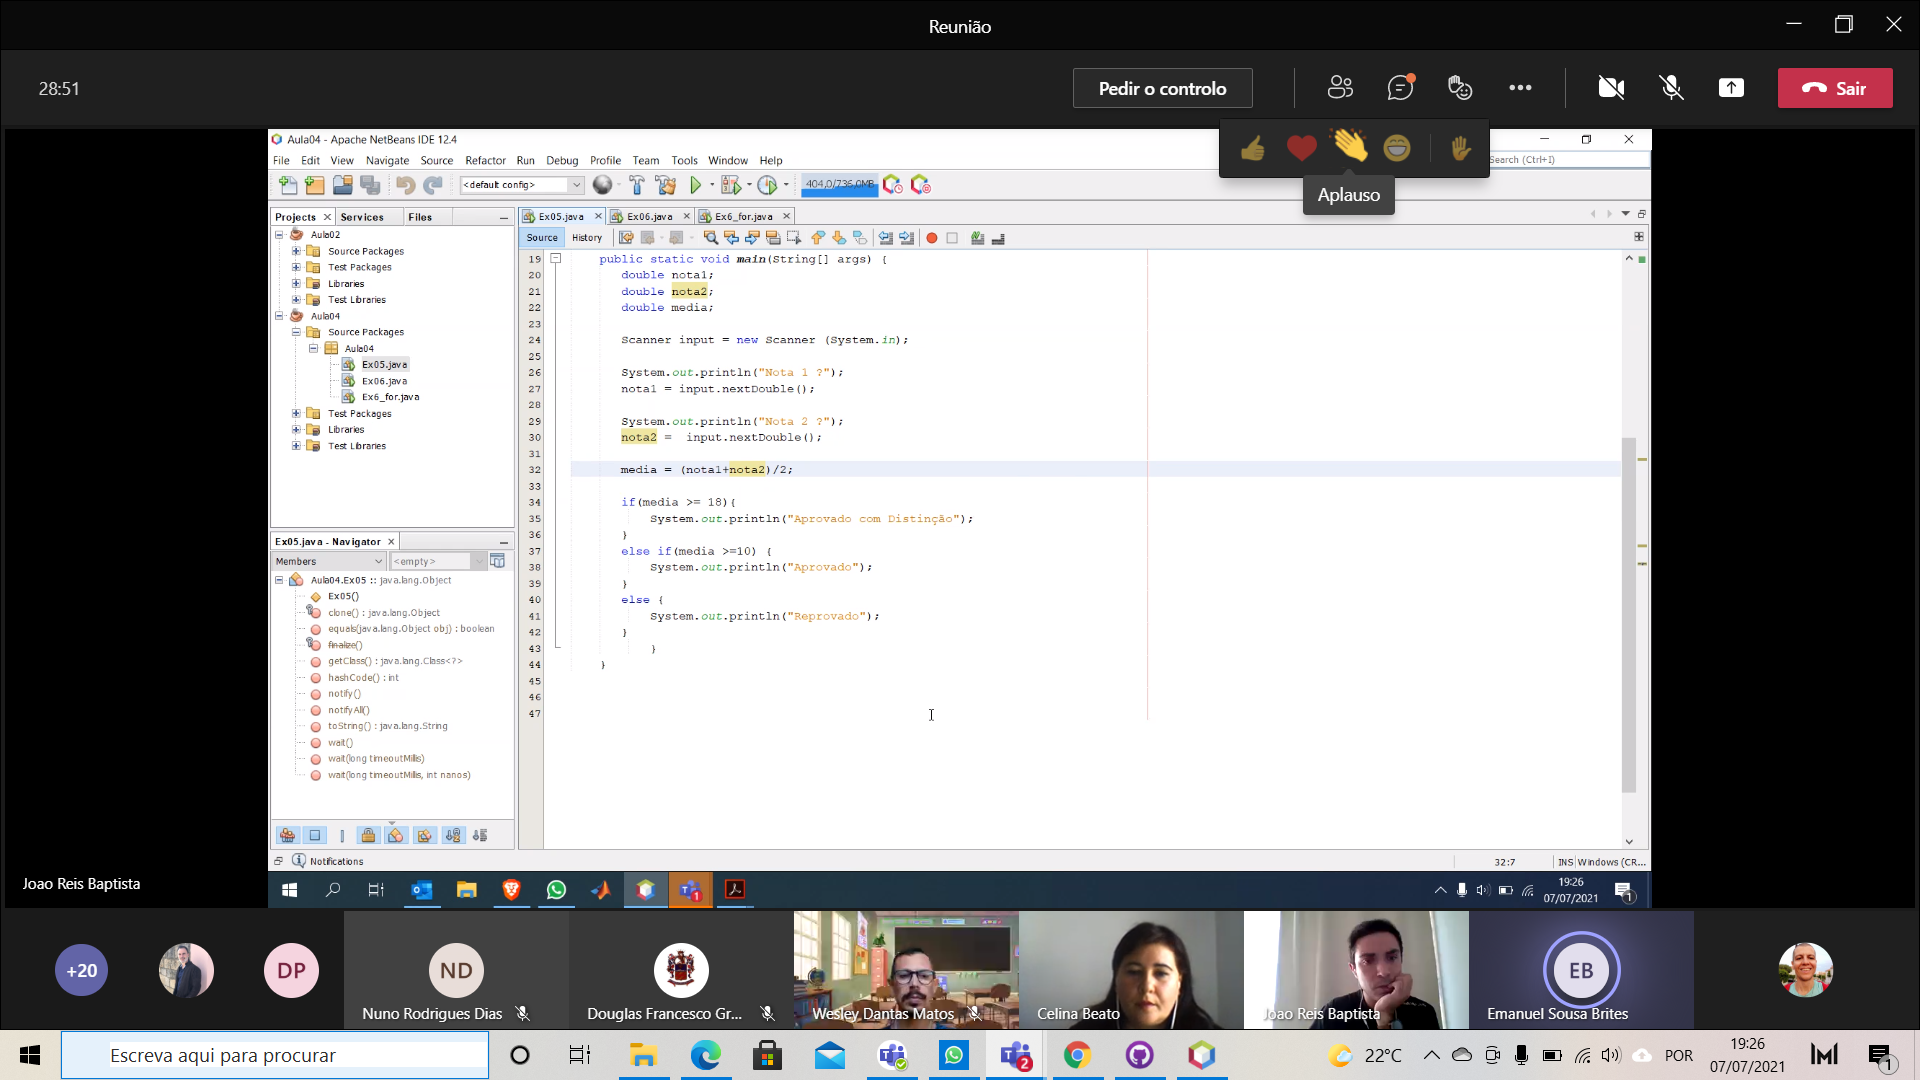 Reunião
28:51
Pedir o controlo
Sair
Aplauso
Aula04 - Apache NetBeans IDE 12.4
File Edit View Navigate Source Refactor Run Debug Profile Team Tools Window Help
Search (Ctrl+I)
<default config>
404,0/736,0MB
Projects Services Files
Ex05.java Ex06.java Ex6_for.java
Source History
Aula02
Source Packages
Test Packages
Libraries
Test Libraries
Aula04
Source Packages
Aula04
Ex05.java
Ex06.java
Ex6_for.java
Test Packages
Libraries
Test Libraries
Ex05.java - Navigator
Members <empty>
Aula04.Ex05 :: java.lang.Object
Ex05()
clone() : java.lang.Object
equals(java.lang.Object obj) : boolean
finalize()
getClass() : java.lang.Class<?>
hashCode() : int
notify()
notifyAll()
toString() : java.lang.String
wait()
wait(long timeoutMillis)
wait(long timeoutMillis, int nanos)
19 public static void main(String[] args) {
20 double nota1;
21 double nota2;
22 double media;
23
24 Scanner input = new Scanner (System.in);
25
26 System.out.println("Nota 1 ?");
27 nota1 = input.nextDouble();
28
29 System.out.println("Nota 2 ?");
30 nota2 = input.nextDouble();
31
32 media = (nota1+nota2)/2;
33
34 if(media >= 18){
35 System.out.println("Aprovado com Distinção");
36 }
37 else if(media >=10) {
38 System.out.println("Aprovado");
39 }
40 else {
41 System.out.println("Reprovado");
42 }
43 }
44 }
45
46
47
Notifications
32:7 INS Windows (CR...
Joao Reis Baptista
1
19:26
07/07/2021
1
+20
DP
ND
Nuno Rodrigues Dias
Douglas Francesco Gr...
Wesley Dantas Matos
Celina Beato
Joao Reis Baptista
EB
Emanuel Sousa Brites
Escreva aqui para procurar
2
22°C
POR
19:26
07/07/2021
1